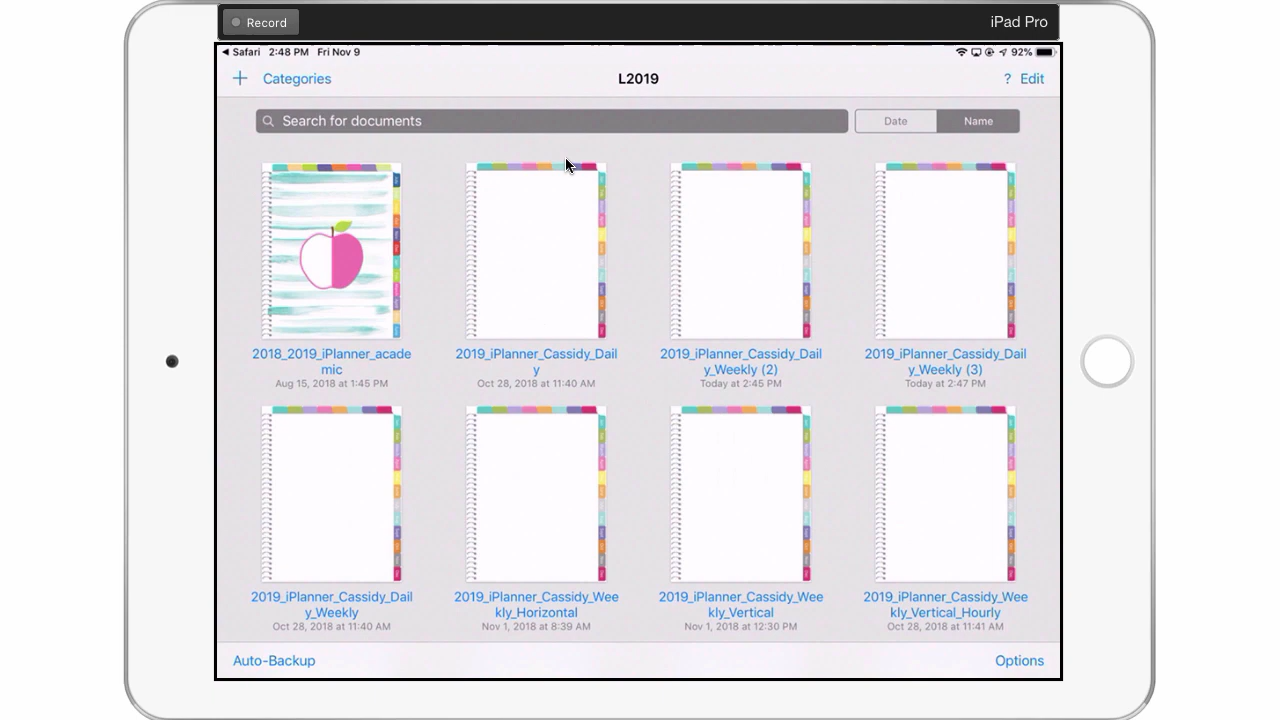 Record
iPad Pro
Safari 2:48 PM Fri Nov 9
92%
+ Categories
L2019
? Edit
Search for documents
Date
Name
2018_2019_iPlanner_acade
mic
Aug 15, 2018 at 1:45 PM
2019_iPlanner_Cassidy_Dail
y
Oct 28, 2018 at 11:40 AM
2019_iPlanner_Cassidy_Dail
y_Weekly (2)
Today at 2:45 PM
2019_iPlanner_Cassidy_Dail
y_Weekly (3)
Today at 2:47 PM
2019_iPlanner_Cassidy_Dail
y_Weekly
Oct 28, 2018 at 11:40 AM
2019_iPlanner_Cassidy_Wee
kly_Horizontal
Nov 1, 2018 at 8:39 AM
2019_iPlanner_Cassidy_Wee
kly_Vertical
Nov 1, 2018 at 12:30 PM
2019_iPlanner_Cassidy_Wee
kly_Vertical_Hourly
Oct 28, 2018 at 11:41 AM
Auto-Backup
Options